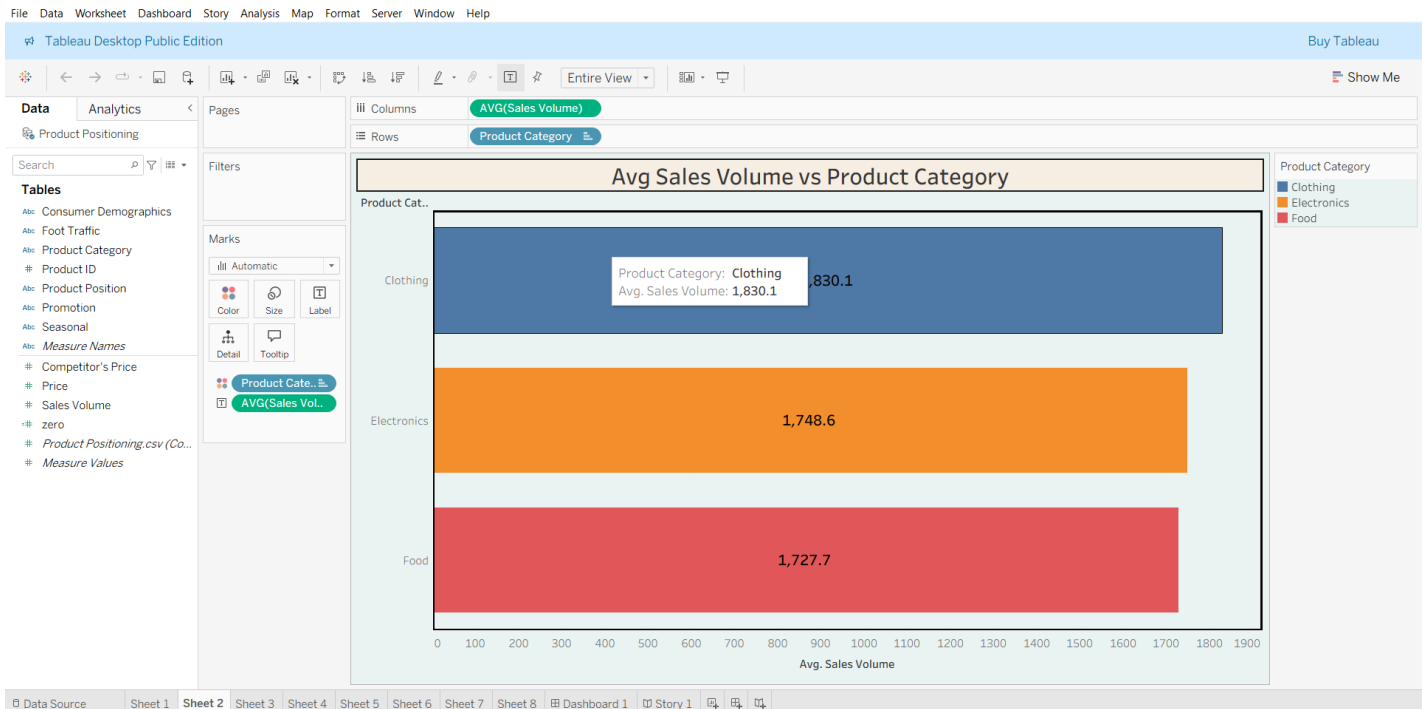 File Data Worksheet Dashboard Story Analysis Map Format Server Window Help
Tableau Desktop Public Edition
Buy Tableau
Entire View
Show Me
Data Analytics
Product Positioning
Search
Tables
Abc Consumer Demographics
Abc Foot Traffic
Abc Product Category
# Product ID
Abc Product Position
Abc Promotion
Abc Seasonal
Abc Measure Names
# Competitor's Price
# Price
# Sales Volume
=# zero
# Product Positioning.csv (Co...
# Measure Values
Pages
Filters
Marks
Automatic
Color Size Label
Detail Tooltip
Product Cate..
AVG(Sales Vol..
Columns AVG(Sales Volume)
Rows Product Category
Avg Sales Volume vs Product Category
Product Cat..
Clothing
Product Category: Clothing
Avg. Sales Volume: 1,830.1
,830.1
Electronics
1,748.6
Food
1,727.7
0 100 200 300 400 500 600 700 800 900 1000 1100 1200 1300 1400 1500 1600 1700 1800 1900
Avg. Sales Volume
Product Category
Clothing
Electronics
Food
Data Source Sheet 1 Sheet 2 Sheet 3 Sheet 4 Sheet 5 Sheet 6 Sheet 7 Sheet 8 Dashboard 1 Story 1